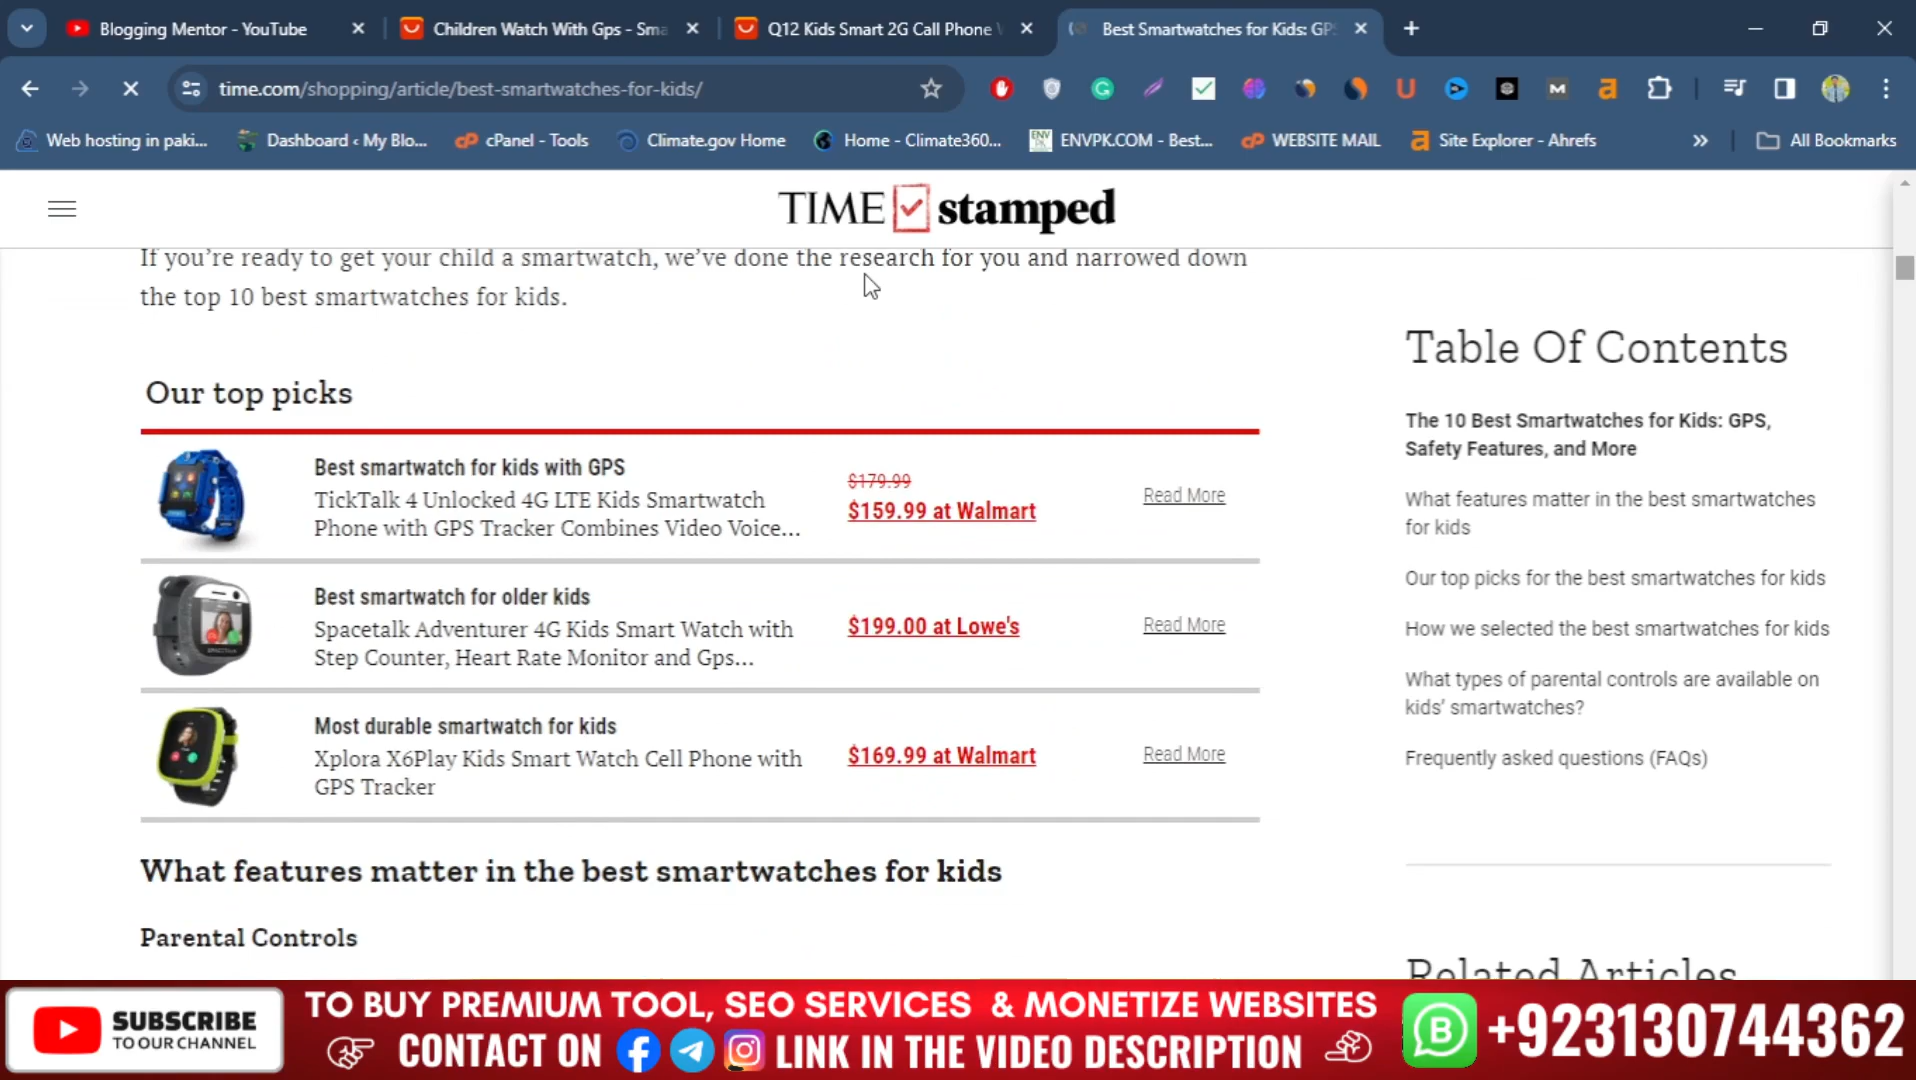 Blogging Mentor - YouTube
Children Watch With Gps - Sma
Q12 Kids Smart 2G Call Phone
Best Smartwatches for Kids: GPS
time.com/shopping/article/best-smartwatches-for-kids/
Web hosting in paki...
Dashboard ‹ My Blo...
cPanel - Tools
Climate.gov Home
Home - Climate360...
ENVPK.COM - Best...
WEBSITE MAIL
Site Explorer - Ahrefs
»
All Bookmarks
TIME stamped
If you're ready to get your child a smartwatch, we've done the research for you and narrowed down
the top 10 best smartwatches for kids.
Our top picks
Best smartwatch for kids with GPS
TickTalk 4 Unlocked 4G LTE Kids Smartwatch
Phone with GPS Tracker Combines Video Voice...
$179.99
$159.99 at Walmart
Read More
Best smartwatch for older kids
Spacetalk Adventurer 4G Kids Smart Watch with
Step Counter, Heart Rate Monitor and Gps...
$199.00 at Lowe's
Read More
Most durable smartwatch for kids
Xplora X6Play Kids Smart Watch Cell Phone with
GPS Tracker
$169.99 at Walmart
Read More
What features matter in the best smartwatches for kids
Parental Controls
Table Of Contents
The 10 Best Smartwatches for Kids: GPS,
Safety Features, and More
What features matter in the best smartwatches
for kids
Our top picks for the best smartwatches for kids
How we selected the best smartwatches for kids
What types of parental controls are available on
kids' smartwatches?
Frequently asked questions (FAQs)
Related Articles
SUBSCRIBE
TO OUR CHANNEL
TO BUY PREMIUM TOOL, SEO SERVICES & MONETIZE WEBSITES
CONTACT ON
LINK IN THE VIDEO DESCRIPTION
+923130744362